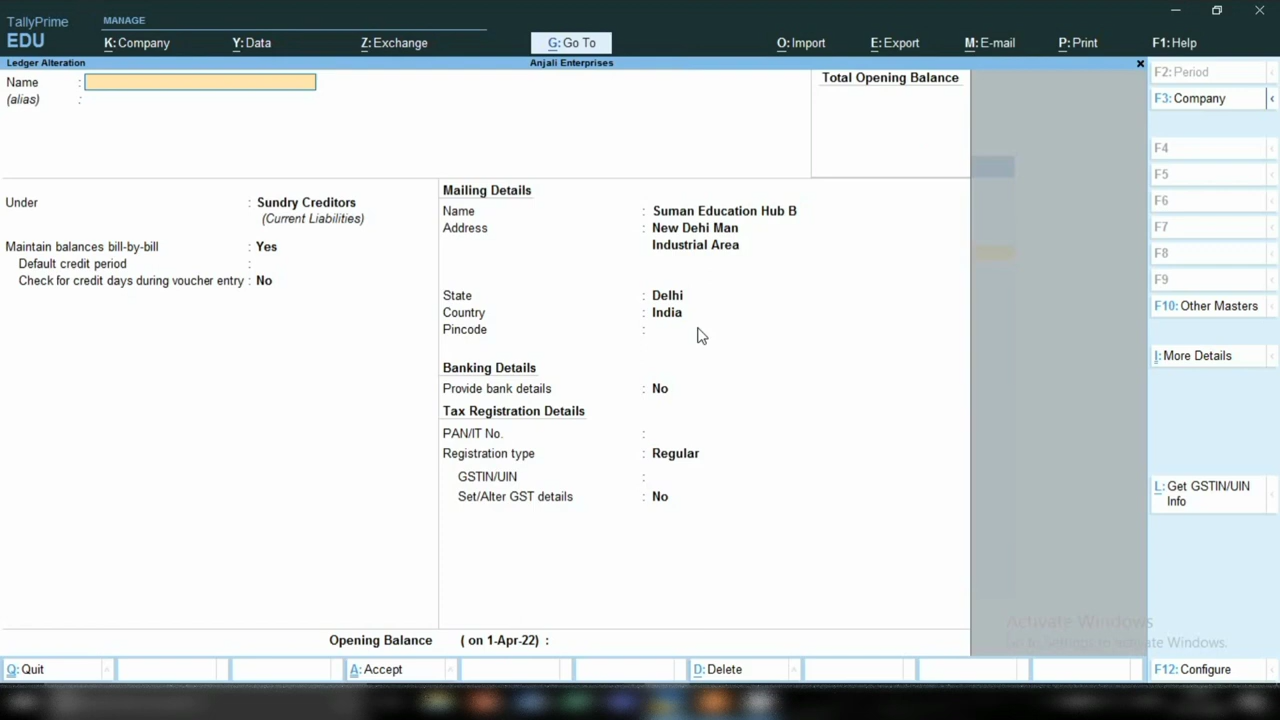 TallyPrime
EDU
MANAGE
K: Company
Y: Data
Z: Exchange
G: Go To
O: Import
E: Export
M: E-mail
P: Print
F1: Help
Ledger Alteration
Anjali Enterprises
Name :
(alias) :
Total Opening Balance
Under : Sundry Creditors
(Current Liabilities)
Maintain balances bill-by-bill : Yes
Default credit period :
Check for credit days during voucher entry : No
Mailing Details
Name : Suman Education Hub B
Address : New Dehi Man
Industrial Area
State : Delhi
Country : India
Pincode :
Banking Details
Provide bank details : No
Tax Registration Details
PAN/IT No. :
Registration type : Regular
GSTIN/UIN :
Set/Alter GST details : No
Opening Balance ( on 1-Apr-22) :
F2: Period
F3: Company
F4
F5
F6
F7
F8
F9
F10: Other Masters
I: More Details
L: Get GSTIN/UIN
Info
Activate Windows
Go to Settings to activate Windows.
Q: Quit
A: Accept
D: Delete
F12: Configure